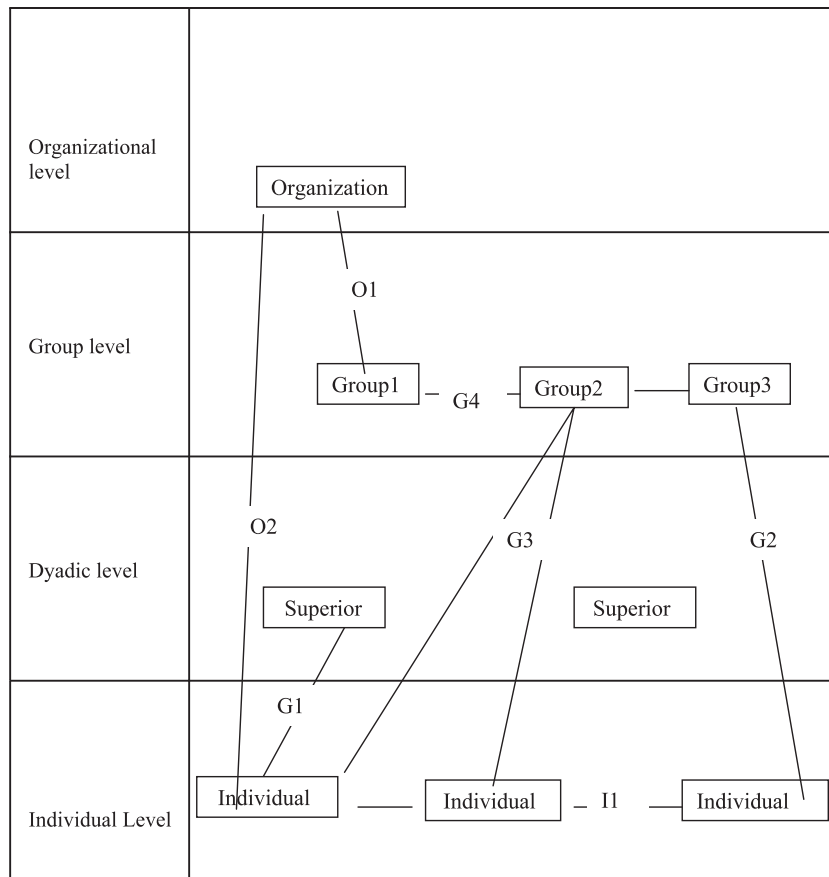 Organizational
level
Organization
O1
Group level
Group1
G4
Group2
Group3
O2
G3
G2
Dyadic level
Superior
Superior
G1
Individual
Individual
I1
Individual
Individual Level